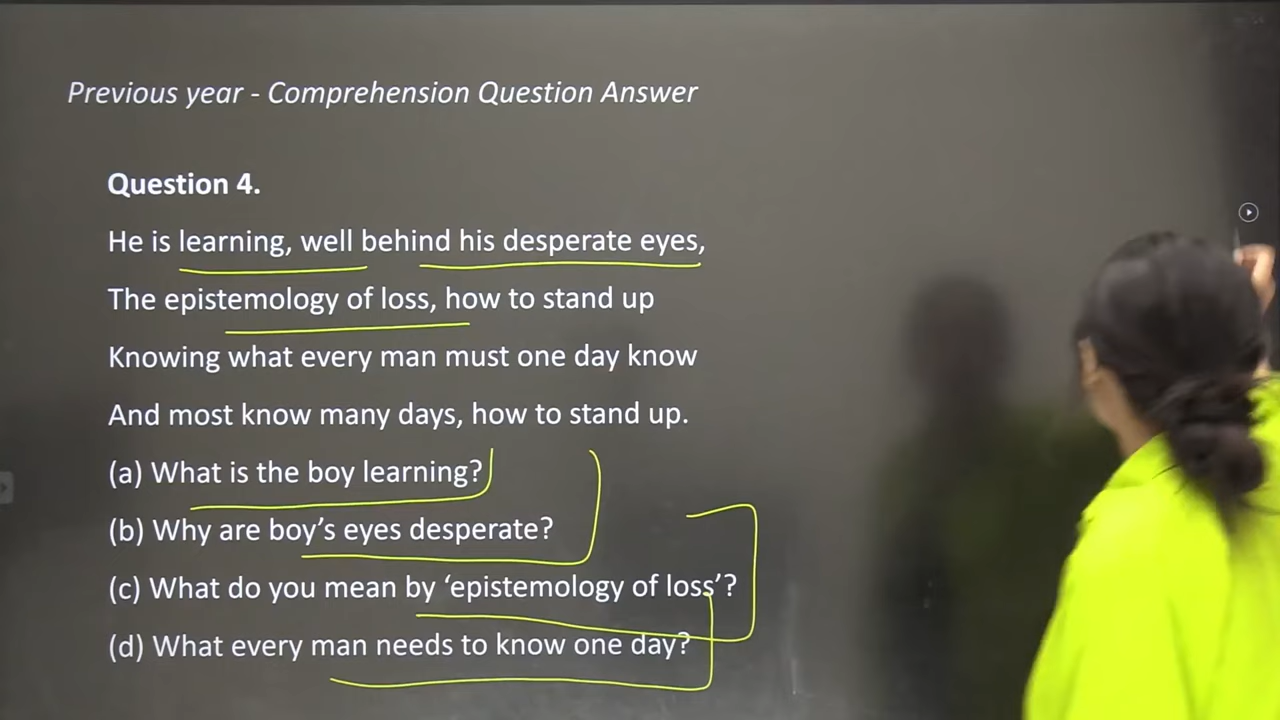 Previous year - Comprehension Question Answer
Question 4.
He is learning, well behind his desperate eyes,
The epistemology of loss, how to stand up
Knowing what every man must one day know
And most know many days, how to stand up.
(a) What is the boy learning?
(b) Why are boy’s eyes desperate?
(c) What do you mean by ‘epistemology of loss’?
(d) What every man needs to know one day?